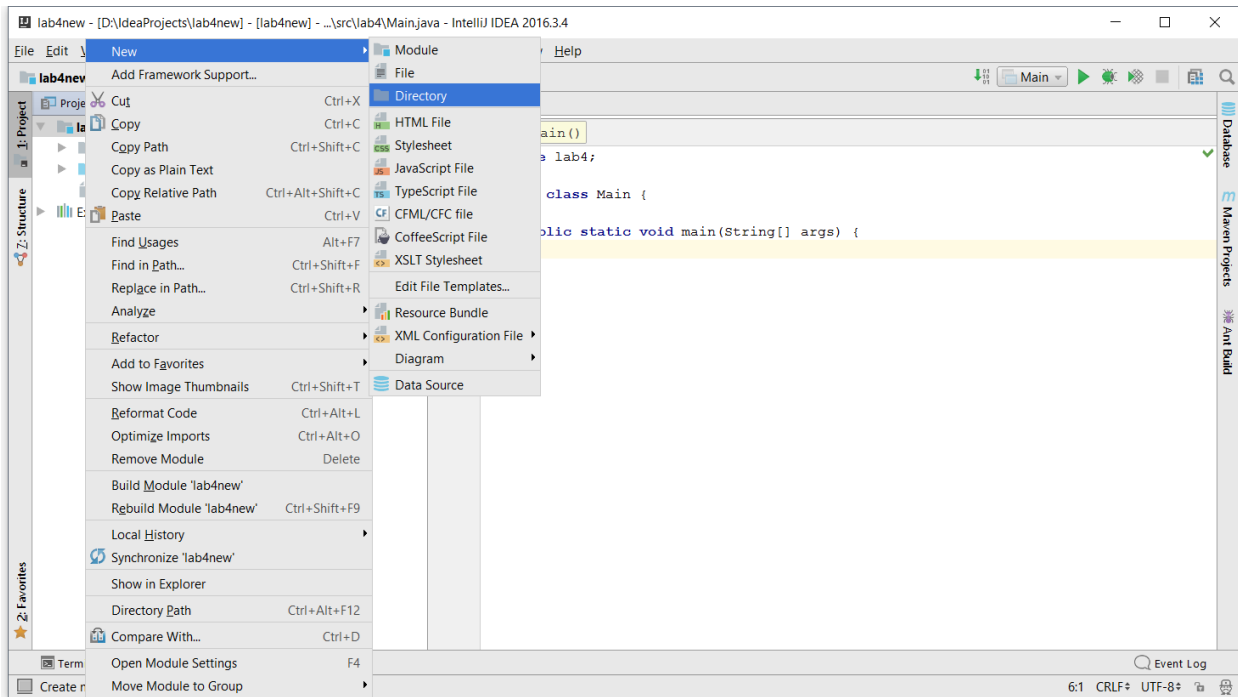 lab4new - [D:\IdeaProjects\lab4new] - [lab4new] - ...\src\lab4\Main.java - IntelliJ IDEA 2016.3.4
File Edit Help
lab4new Main
1: Project
7: Structure
2: Favorites
New
Add Framework Support...
Cut Ctrl+X
Copy Ctrl+C
Copy Path Ctrl+Shift+C
Copy as Plain Text
Copy Relative Path Ctrl+Alt+Shift+C
Paste Ctrl+V
Find Usages Alt+F7
Find in Path... Ctrl+Shift+F
Replace in Path... Ctrl+Shift+R
Analyze
Refactor
Add to Favorites
Show Image Thumbnails Ctrl+Shift+T
Reformat Code Ctrl+Alt+L
Optimize Imports Ctrl+Alt+O
Remove Module Delete
Build Module 'lab4new'
Rebuild Module 'lab4new' Ctrl+Shift+F9
Local History
Synchronize 'lab4new'
Show in Explorer
Directory Path Ctrl+Alt+F12
Compare With... Ctrl+D
Open Module Settings F4
Move Module to Group
Module
File
Directory
HTML File
Stylesheet
JavaScript File
TypeScript File
CFML/CFC file
CoffeeScript File
XSLT Stylesheet
Edit File Templates...
Resource Bundle
XML Configuration File
Diagram
Data Source
ain()
e lab4;
class Main {
blic static void main(String[] args) {
Database
Maven Projects
Ant Build
Term
Event Log
Create
6:1 CRLF UTF-8